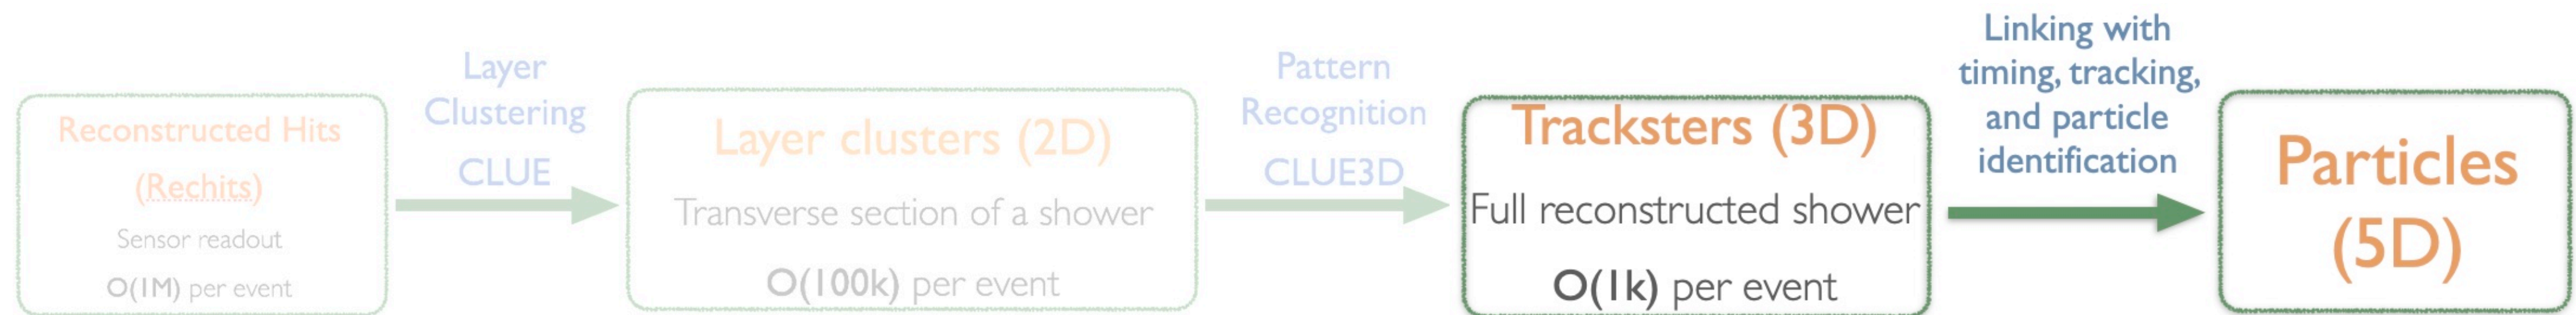 Reconstructed Hits
(Rechits)
Sensor readout
O(1M) per event
Layer
Clustering
CLUE
Layer clusters (2D)
Transverse section of a shower
O(100k) per event
Pattern
Recognition
CLUE3D
Tracksters (3D)
Full reconstructed shower
O(1k) per event
Linking with
timing, tracking,
and particle
identification
Particles
(5D)